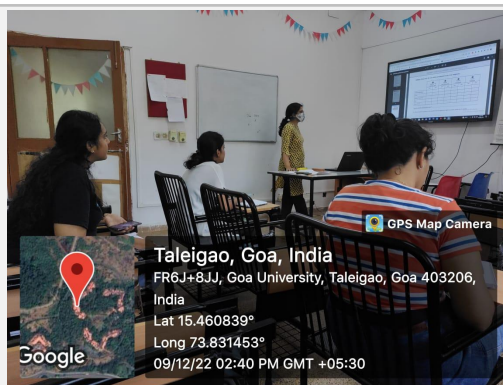 GPS Map Camera
Taleigao, Goa, India
FR6J+8JJ, Goa University, Taleigao, Goa 403206,
India
Lat 15.460839°
Long 73.831453°
09/12/22 02:40 PM GMT +05:30
Google